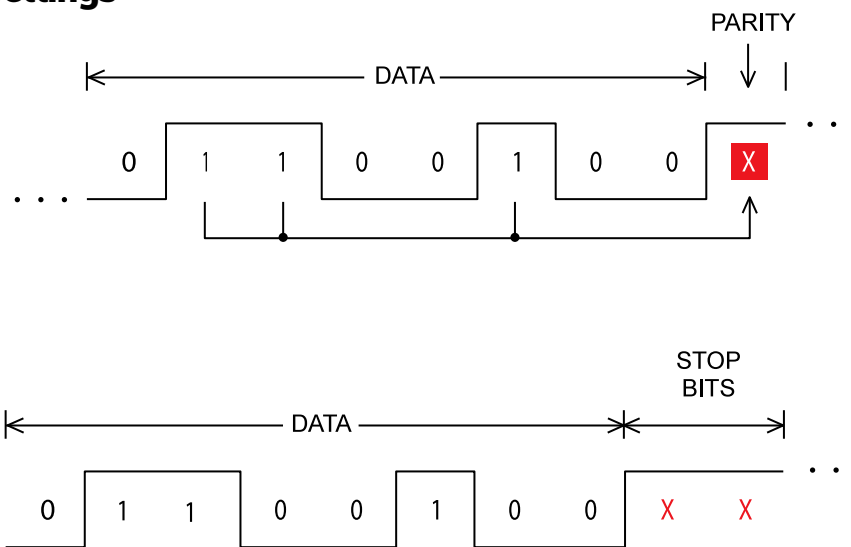 PARITY
DATA
0 1 1 0 0 1 0 0 X
STOP
BITS
DATA
0 1 1 0 0 1 0 0 X X